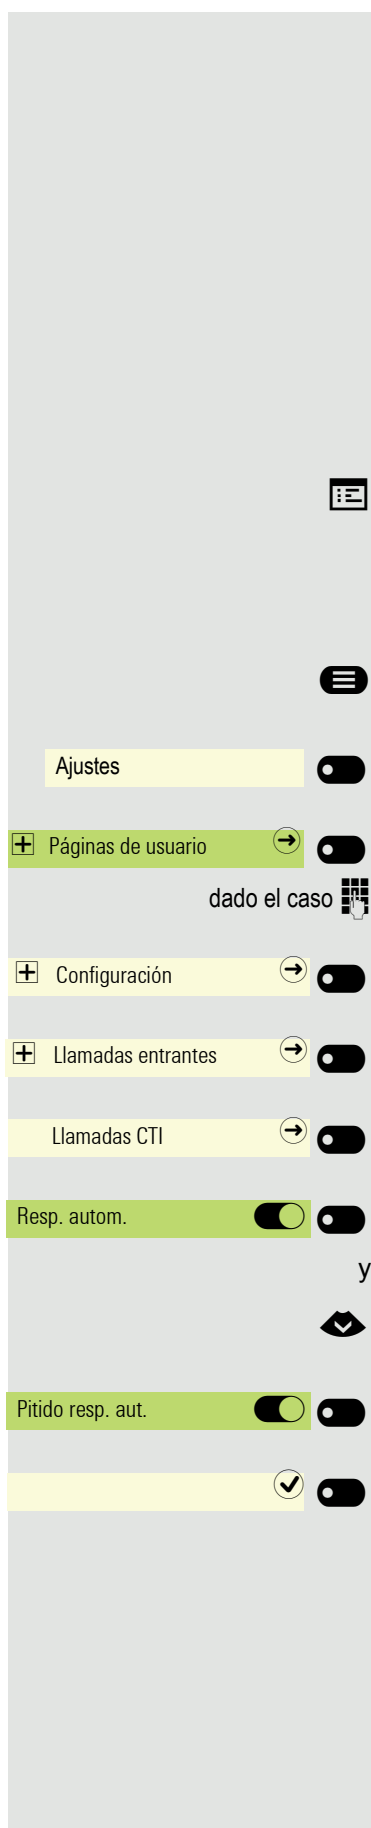 Ajustes
Páginas de usuario
dado el caso
Configuración
Llamadas entrantes
Llamadas CTI
Resp. autom.
y
Pitido resp. aut.